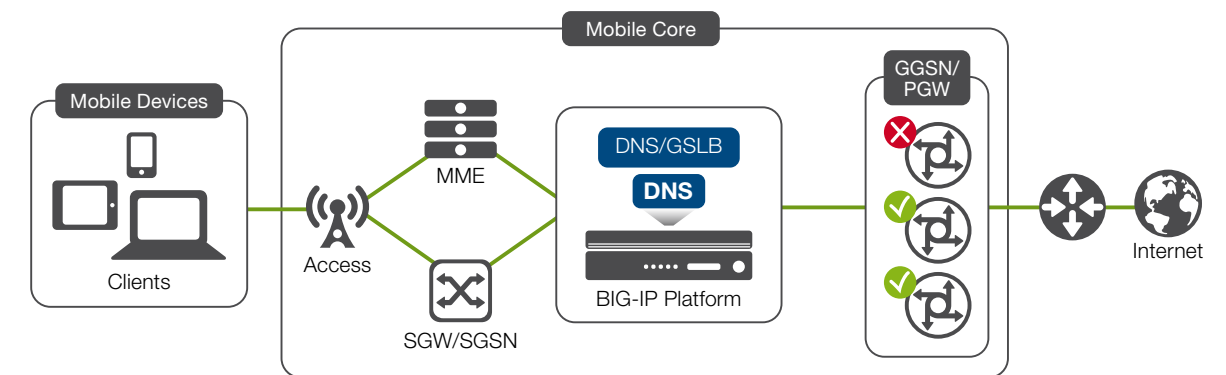 Mobile Core
GGSN/
PGW
Mobile Devices
DNS/GSLB
DNS
MME
Access
Clients
SGW/SGSN
BIG-IP Platform
Internet